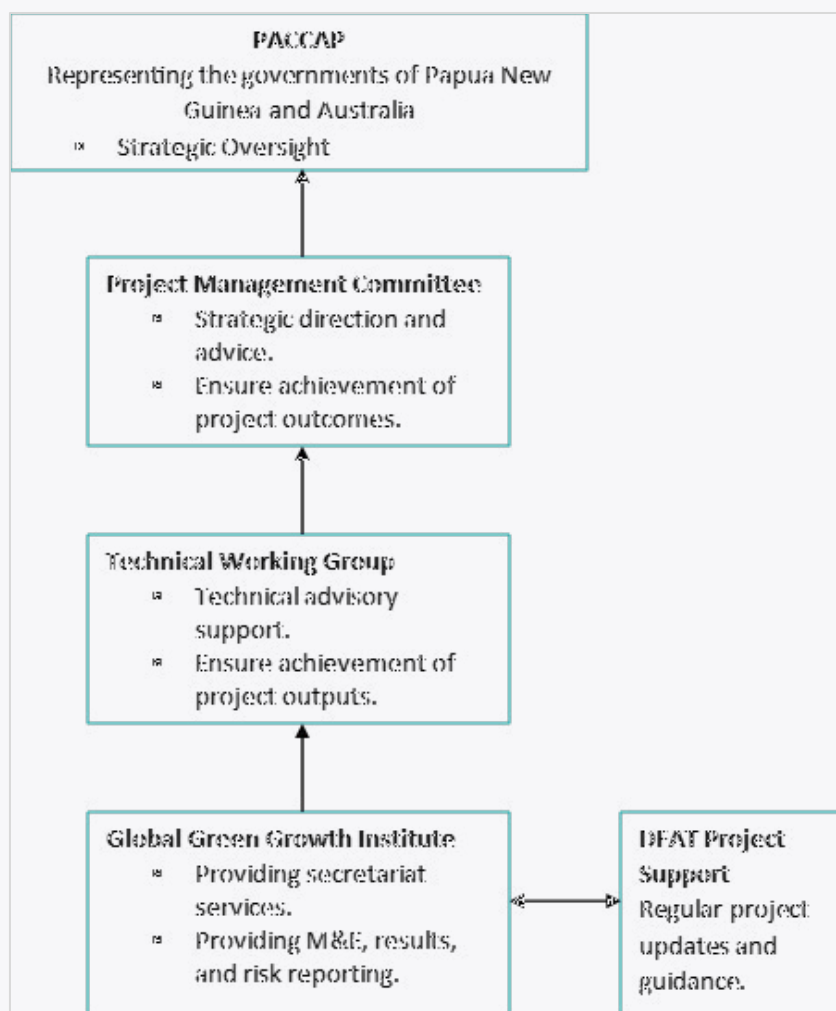 PACCAP
Representing the governments of Papua New
Guinea and Australia
▫ Strategic Oversight
Project Management Committee
▫ Strategic direction and
advice.
▫ Ensure achievement of
project outcomes.
Technical Working Group
▫ Technical advisory
support.
▫ Ensure achievement of
project outputs.
Global Green Growth Institute
▫ Providing secretariat
services.
▫ Providing M&E, results,
and risk reporting.
DFAT Project
Support
Regular project
updates and
guidance.